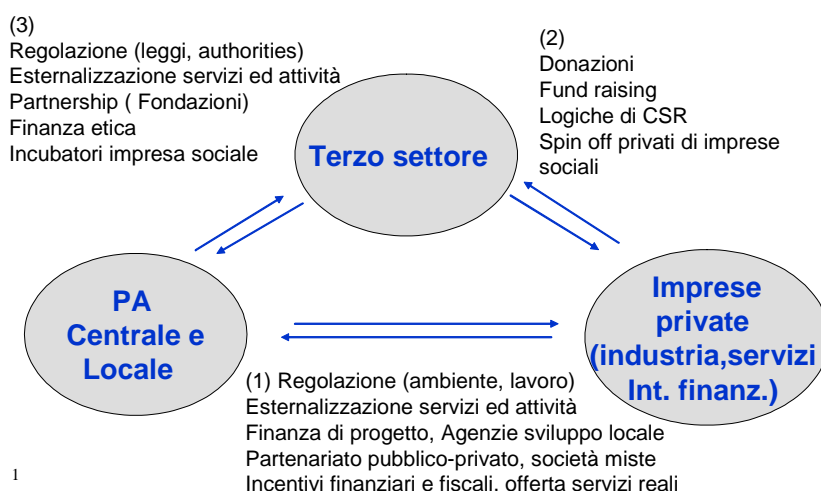 (3)
Regolazione (leggi, authorities)
Esternalizzazione servizi ed attività
Partnership ( Fondazioni)
Finanza etica
Incubatori impresa sociale
(2)
Donazioni
Fund raising
Logiche di CSR
Spin off privati di imprese
sociali
Terzo settore
PA
Centrale e
Locale
Imprese
private
(industria,servizi
Int. finanz.)
(1) Regolazione (ambiente, lavoro)
Esternalizzazione servizi ed attività
Finanza di progetto, Agenzie sviluppo locale
Partenariato pubblico-privato, società miste
Incentivi finanziari e fiscali, offerta servizi reali
1